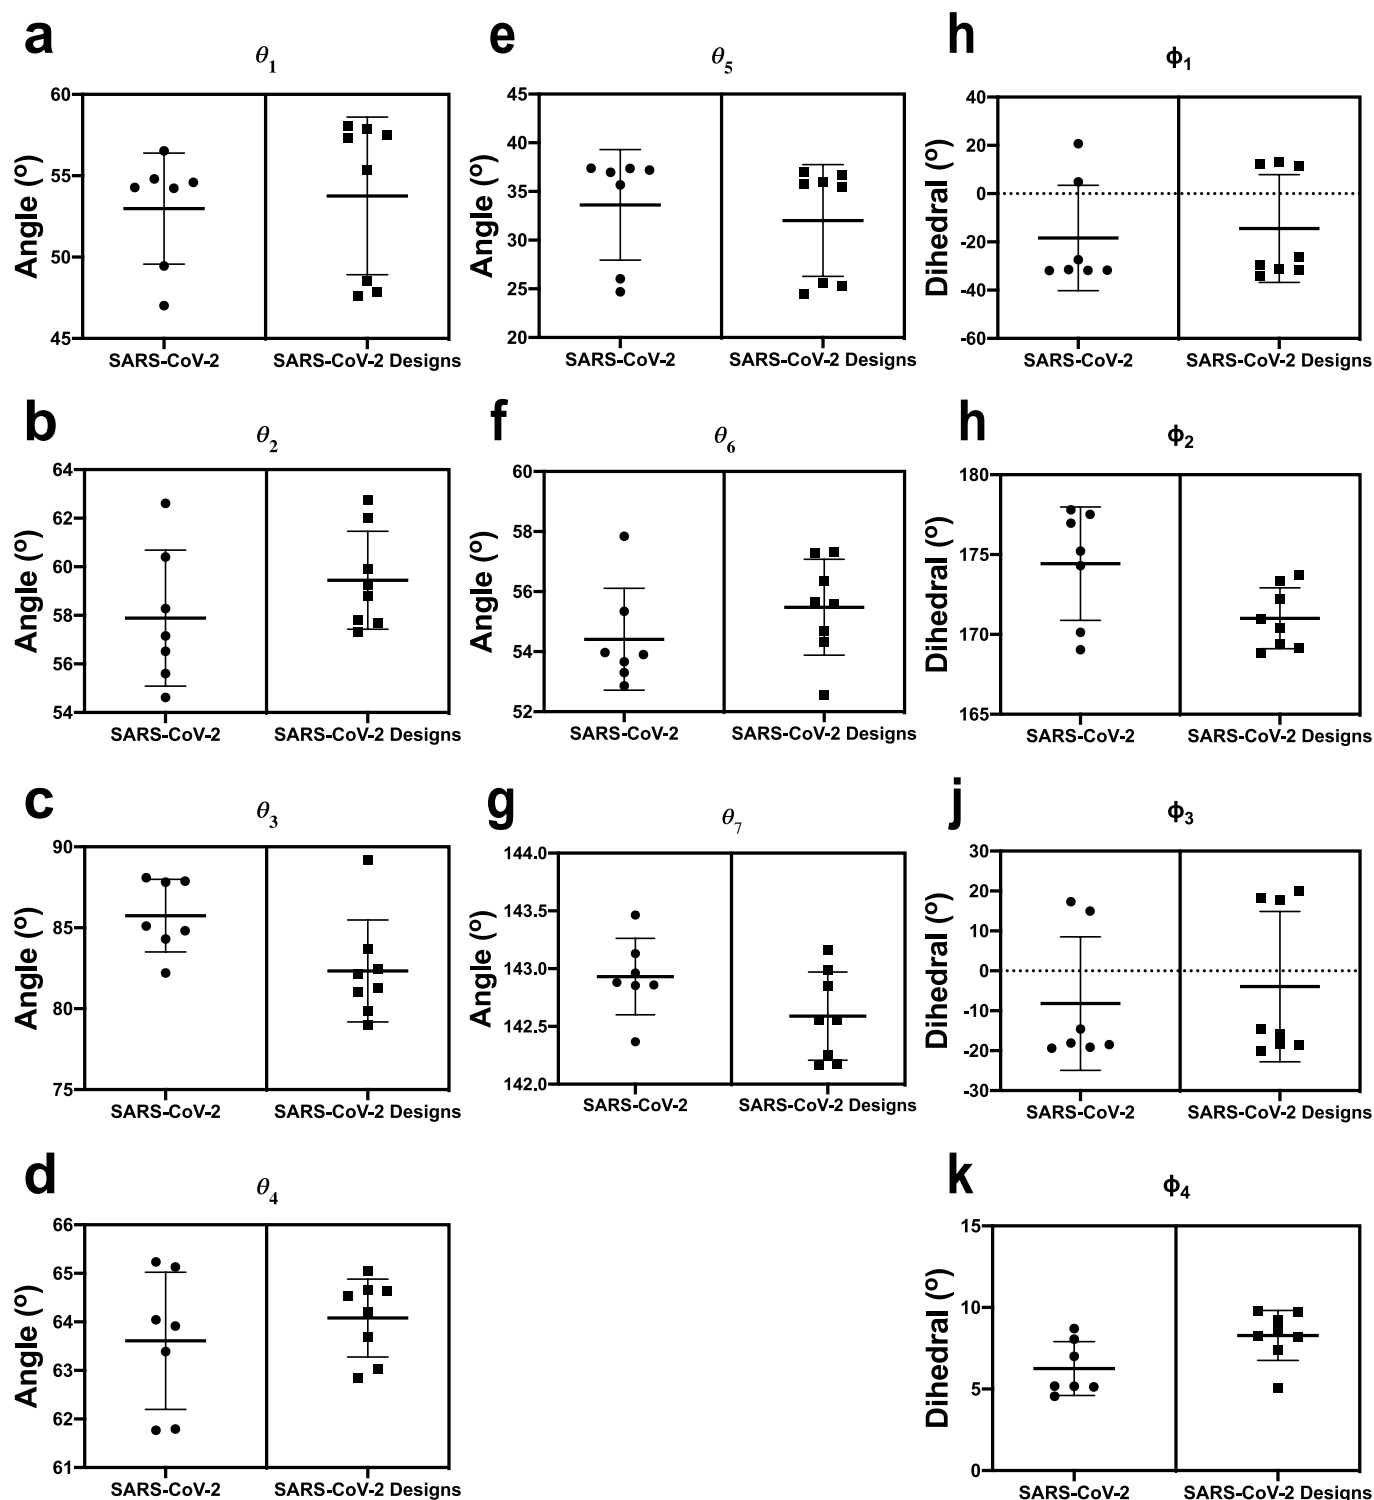 a
θ1
Angle (º)
60
55
50
45
SARS-CoV-2
SARS-CoV-2 Designs
e
θ5
Angle (º)
45
40
35
30
25
20
SARS-CoV-2
SARS-CoV-2 Designs
h
ϕ1
Dihedral (º)
40
20
0
-20
-40
-60
SARS-CoV-2
SARS-CoV-2 Designs
b
θ2
Angle (º)
64
62
60
58
56
54
SARS-CoV-2
SARS-CoV-2 Designs
f
θ6
Angle (º)
60
58
56
54
52
SARS-CoV-2
SARS-CoV-2 Designs
h
ϕ2
Dihedral (º)
180
175
170
165
SARS-CoV-2
SARS-CoV-2 Designs
c
θ3
Angle (º)
90
85
80
75
SARS-CoV-2
SARS-CoV-2 Designs
g
θ7
Angle (º)
144.0
143.5
143.0
142.5
142.0
SARS-CoV-2
SARS-CoV-2 Designs
j
ϕ3
Dihedral (º)
30
20
10
0
-10
-20
-30
SARS-CoV-2
SARS-CoV-2 Designs
d
θ4
Angle (º)
66
65
64
63
62
61
SARS-CoV-2
SARS-CoV-2 Designs
k
ϕ4
Dihedral (º)
15
10
5
0
SARS-CoV-2
SARS-CoV-2 Designs